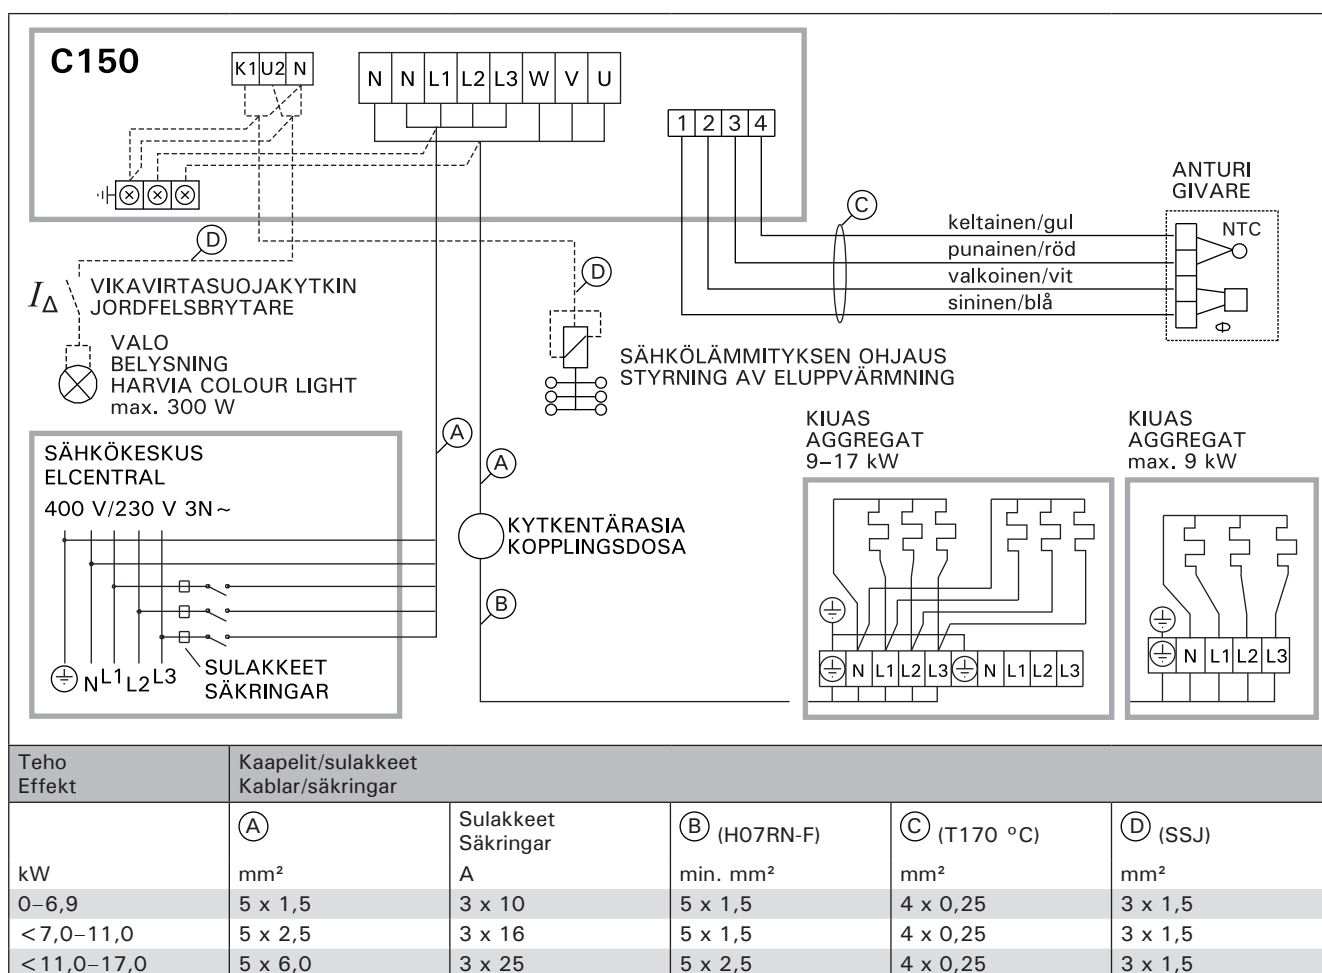 C150
K1 U2 N
N N L1 L2 L3 W V U
1 2 3 4
ANTURI
GIVARE
C
keltainen/gul
NTC
punainen/röd
valkoinen/vit
sininen/blå
Φ
D
D
I∆
VIKAVIRTASUOJAKYTKIN
JORDFELSBRYTARE
VALO
BELYSNING
HARVIA COLOUR LIGHT
max. 300 W
SÄHKÖLÄMMITYKSEN OHJAUS
STYRNING AV ELUPPVÄRMNING
A
A
SÄHKÖKESKUS
ELCENTRAL
400 V/230 V 3N~
N L1 L2 L3
SULAKKEET
SÄKRINGAR
KYTKENTÄRASIA
KOPPLINGSDOSA
B
KIUAS
AGGREGAT
9–17 kW
N L1 L2 L3 N L1 L2 L3
KIUAS
AGGREGAT
max. 9 kW
N L1 L2 L3
Teho
Effekt
Kaapelit/sulakkeet
Kablar/säkringar
A
Sulakkeet
Säkringar
B (H07RN-F)
C (T170 °C)
D (SSJ)
kW mm² A min. mm² mm² mm²
0–6,9 5 x 1,5 3 x 10 5 x 1,5 4 x 0,25 3 x 1,5
<7,0–11,0 5 x 2,5 3 x 16 5 x 1,5 4 x 0,25 3 x 1,5
<11,0–17,0 5 x 6,0 3 x 25 5 x 2,5 4 x 0,25 3 x 1,5